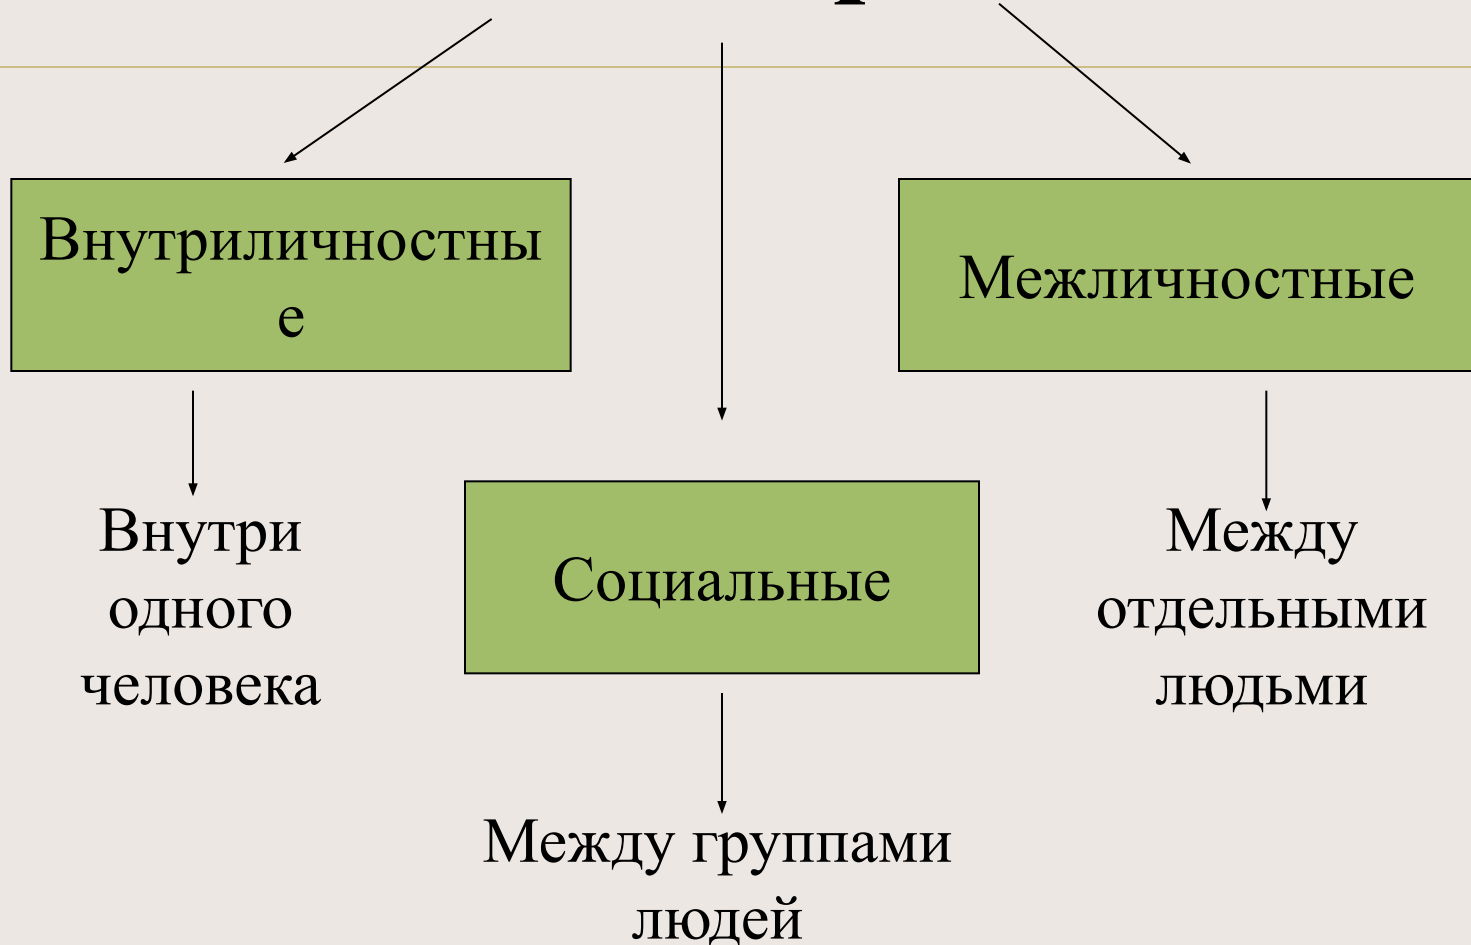 Внутриличностны
е
Межличностные
Социальные
Внутри
одного
человека
Между
отдельными
людьми
Между группами
людей